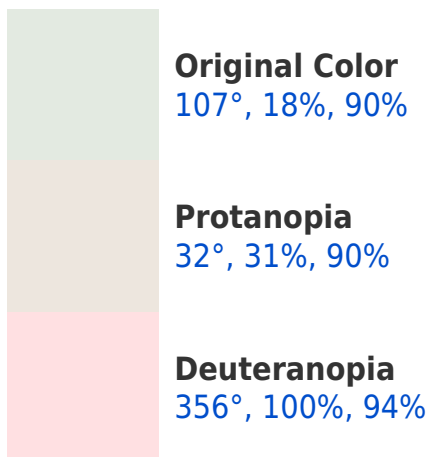 Original Color
107°, 18%, 90%
Protanopia
32°, 31%, 90%
Deuteranopia
356°, 100%, 94%